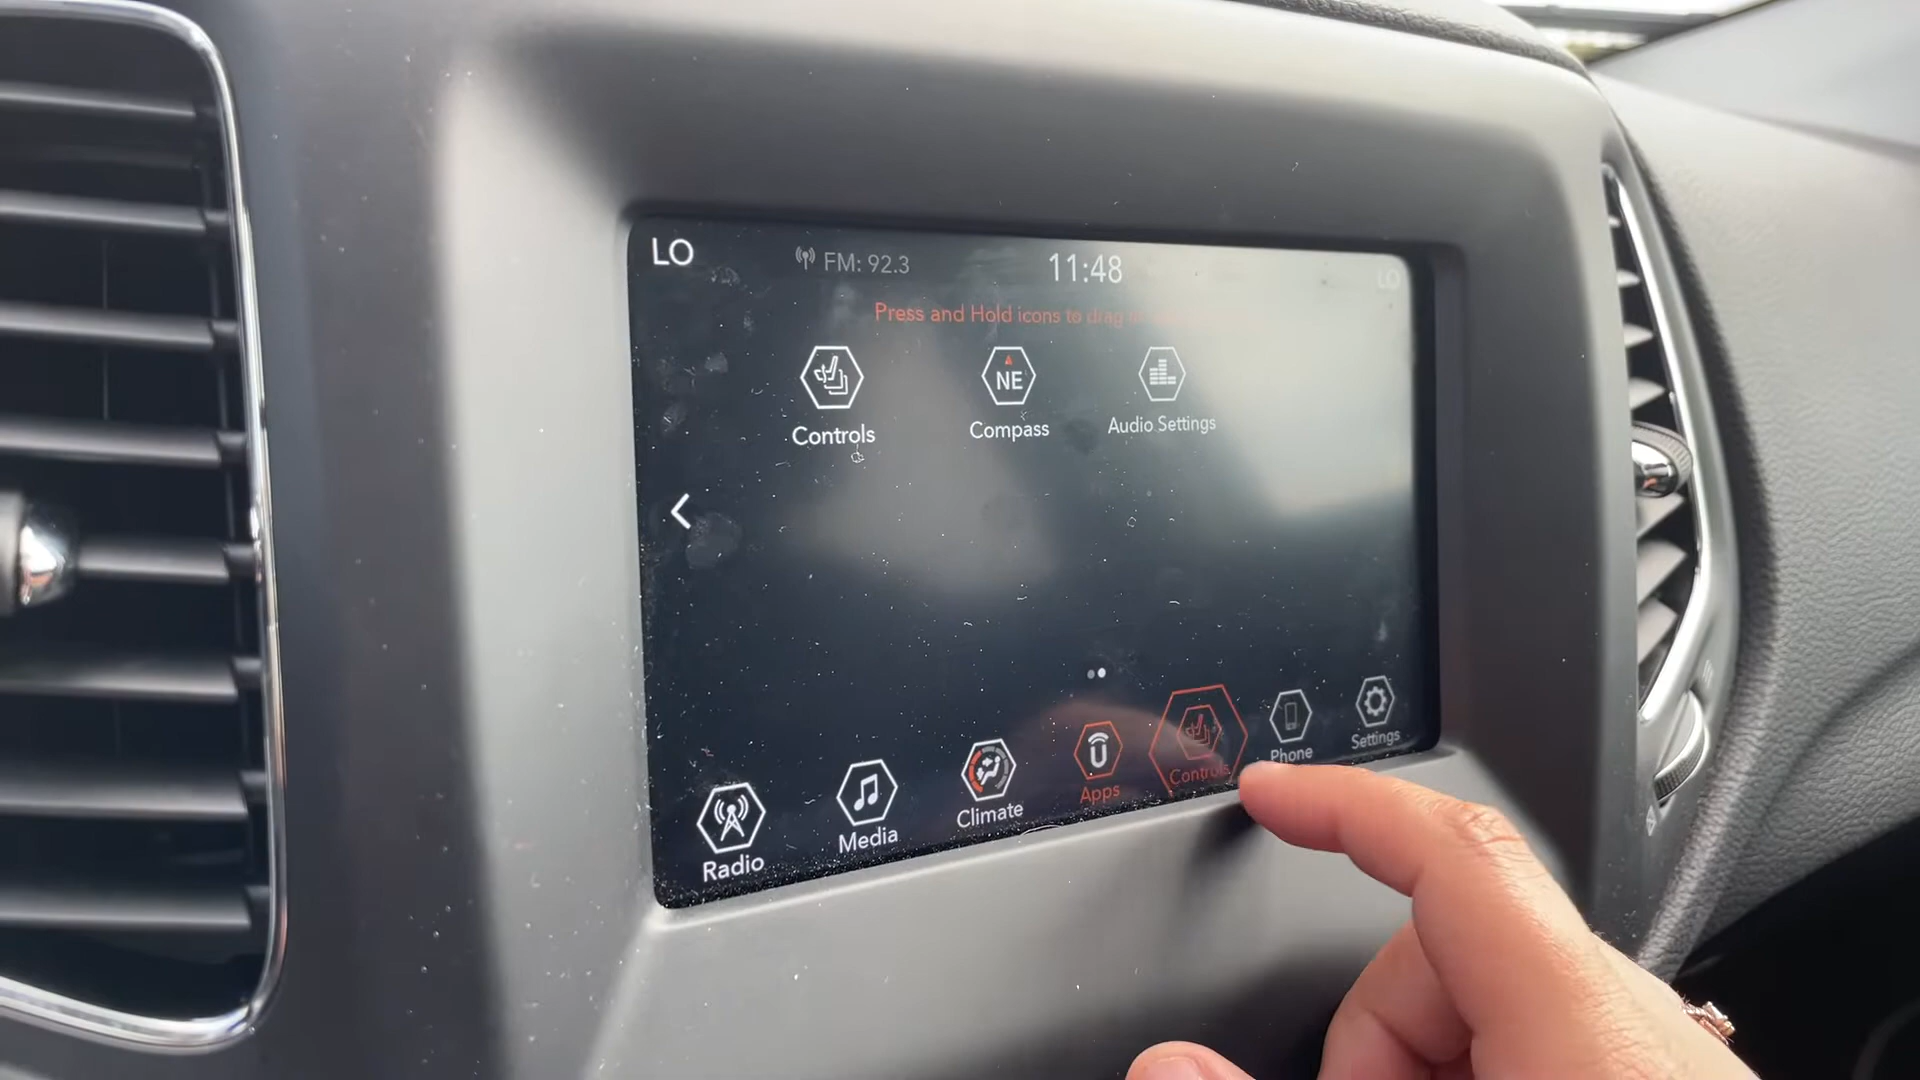 LO FM: 92.3 11:48 LO
Press and Hold icons to drag
NE
Controls Compass Audio Settings
U
Radio Media Climate Apps Controls Phone Settings